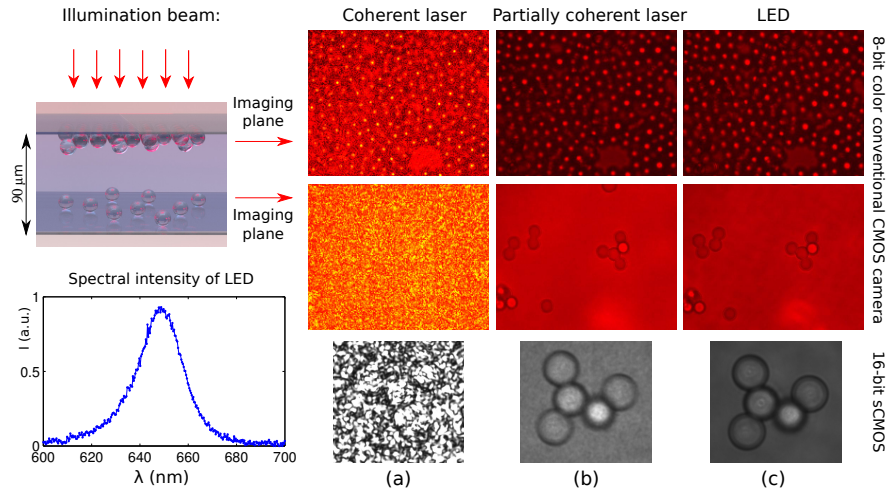 Illumination beam:
Coherent laser
Partially coherent laser
LED
Imaging
plane
90 μm
Imaging
plane
8-bit color conventional CMOS camera
Spectral intensity of LED
I (a.u.)
1
0.5
0
600
620
640
660
680
700
λ (nm)
16-bit sCMOS
(a)
(b)
(c)